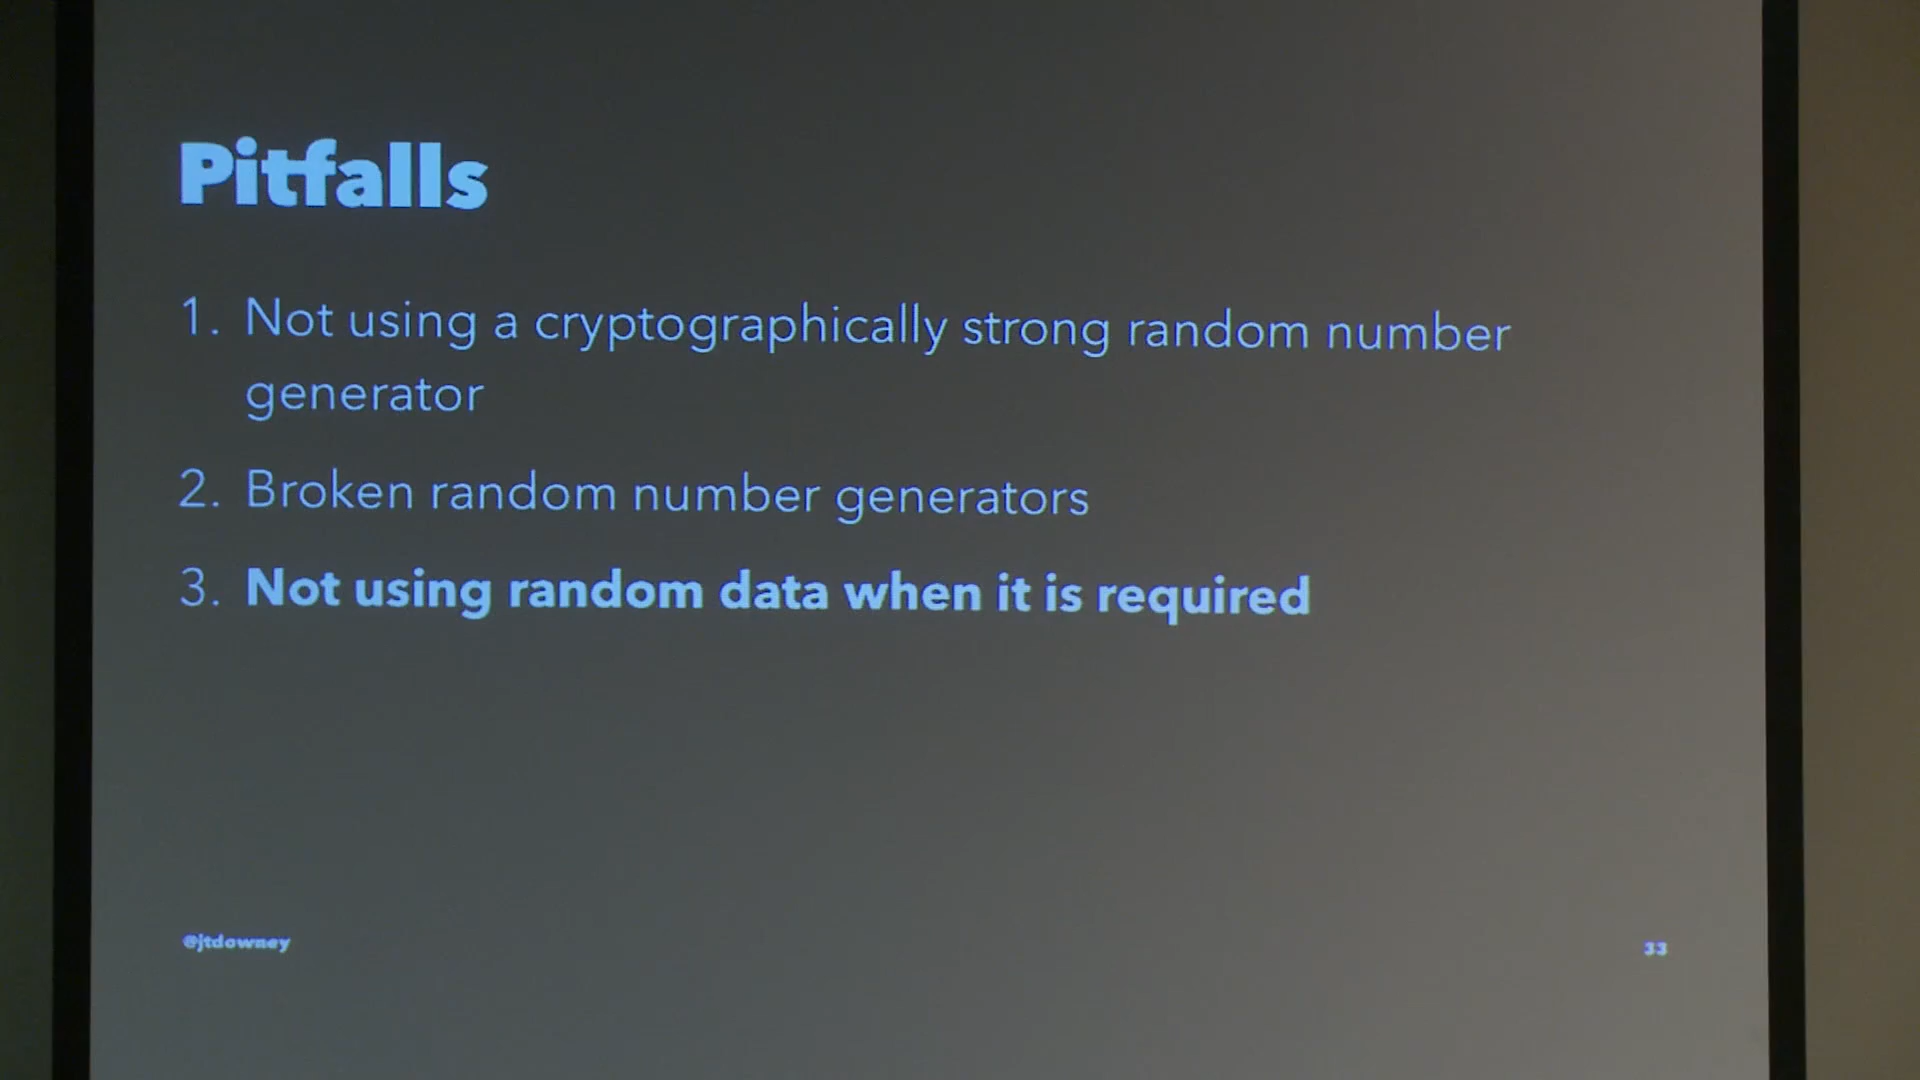 Pitfalls
1. Not using a cryptographically strong random number
generator
2. Broken random number generators
3. Not using random data when it is required
@jtdowney
33